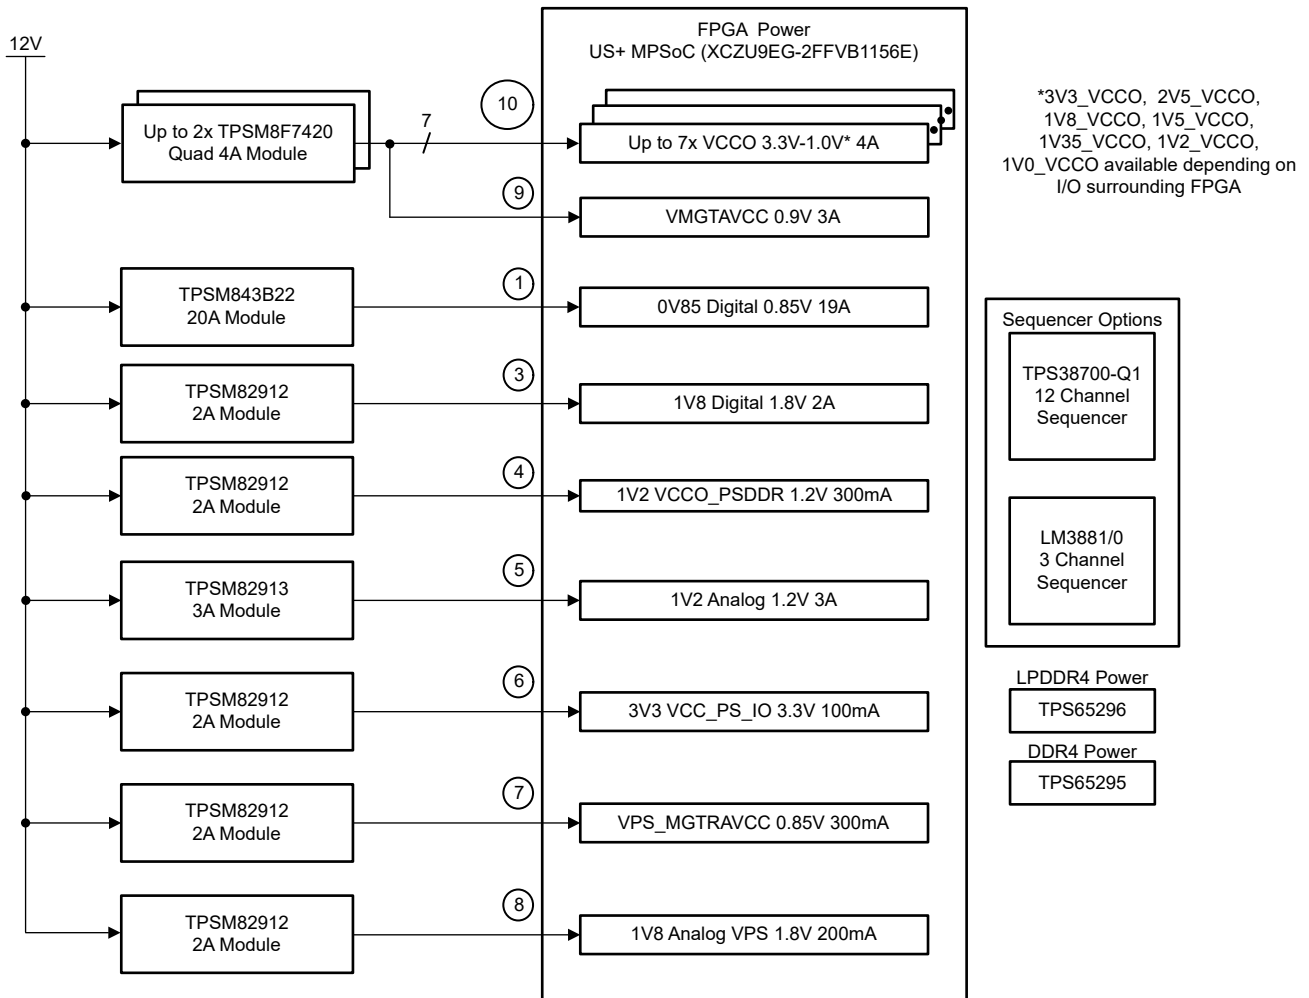 12V
FPGA Power
US+ MPSoC (XCZU9EG-2FFVB1156E)
Up to 2x TPSM8F7420
Quad 4A Module
7
10
Up to 7x VCCO 3.3V-1.0V* 4A
*3V3_VCCO, 2V5_VCCO,
1V8_VCCO, 1V5_VCCO,
1V35_VCCO, 1V2_VCCO,
1V0_VCCO available depending on
I/O surrounding FPGA
9
VMGTAVCC 0.9V 3A
TPSM843B22
20A Module
1
0V85 Digital 0.85V 19A
TPSM82912
2A Module
3
1V8 Digital 1.8V 2A
TPSM82912
2A Module
4
1V2 VCCO_PSDDR 1.2V 300mA
TPSM82913
3A Module
5
1V2 Analog 1.2V 3A
TPSM82912
2A Module
6
3V3 VCC_PS_IO 3.3V 100mA
TPSM82912
2A Module
7
VPS_MGTRAVCC 0.85V 300mA
TPSM82912
2A Module
8
1V8 Analog VPS 1.8V 200mA
Sequencer Options
TPS38700-Q1
12 Channel
Sequencer
LM3881/0
3 Channel
Sequencer
LPDDR4 Power
TPS65296
DDR4 Power
TPS65295